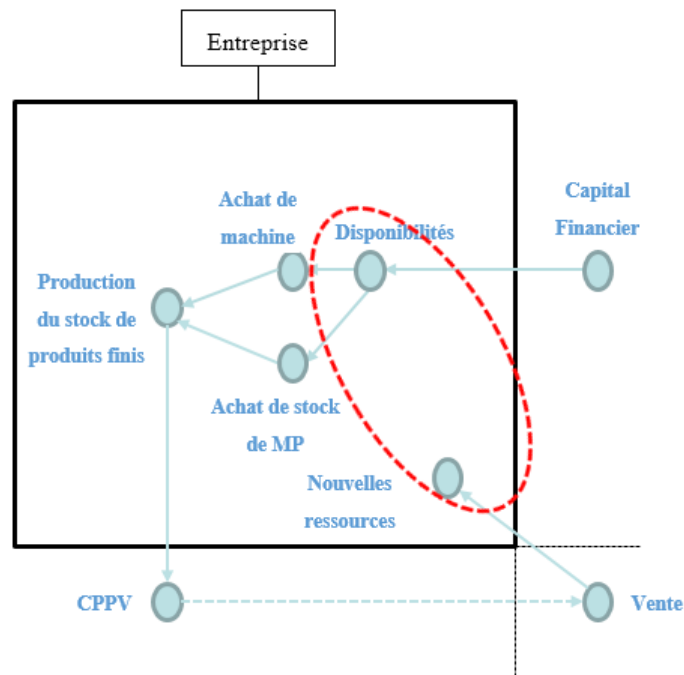 Entreprise
Capital
Financier
Achat de
machine
Disponibilités
Production
du stock de
produits finis
Achat de stock
de MP
Nouvelles
ressources
CPPV
Vente